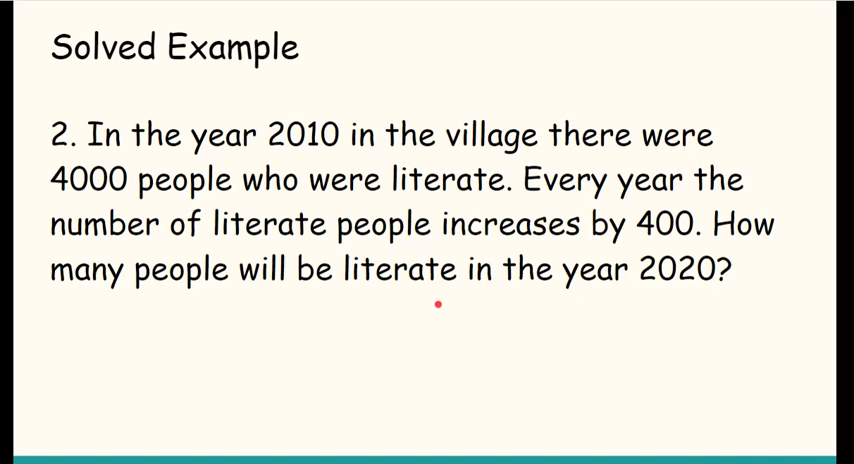 Solved Example
2. In the year 2010 in the village there were
4000 people who were literate. Every year the
number of literate people increases by 400. How
many people will be literate in the year 2020?